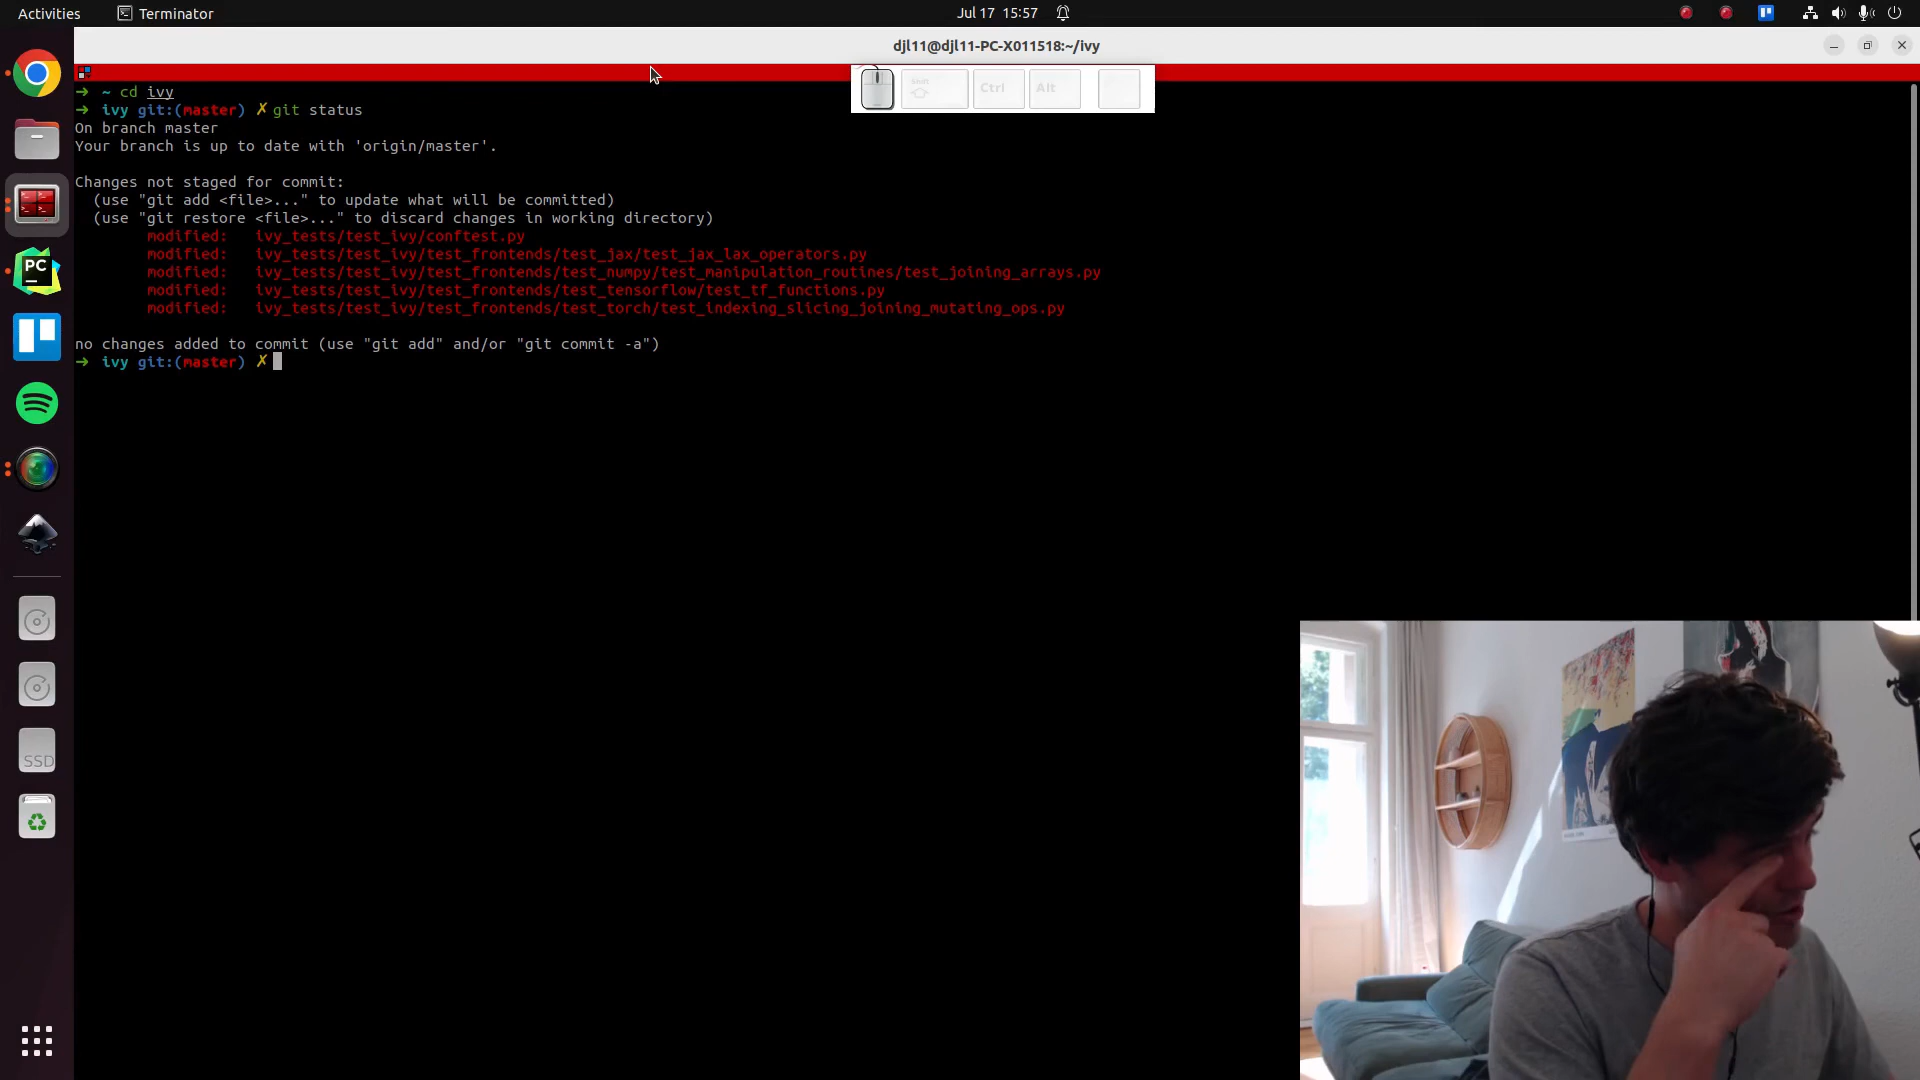 Activities
Terminator
Jul 17 15:57
djl11@djl11-PC-X011518:~/ivy
Shift
Ctrl
Alt
➜ ~ cd ivy
➜ ivy git:(master) ✗ git status
On branch master
Your branch is up to date with 'origin/master'.
Changes not staged for commit:
(use "git add <file>..." to update what will be committed)
(use "git restore <file>..." to discard changes in working directory)
modified: ivy_tests/test_ivy/conftest.py
modified: ivy_tests/test_ivy/test_frontends/test_jax/test_jax_lax_operators.py
modified: ivy_tests/test_ivy/test_frontends/test_numpy/test_manipulation_routines/test_joining_arrays.py
modified: ivy_tests/test_ivy/test_frontends/test_tensorflow/test_tf_functions.py
modified: ivy_tests/test_ivy/test_frontends/test_torch/test_indexing_slicing_joining_mutating_ops.py
no changes added to commit (use "git add" and/or "git commit -a")
➜ ivy git:(master) ✗
PC
SSD